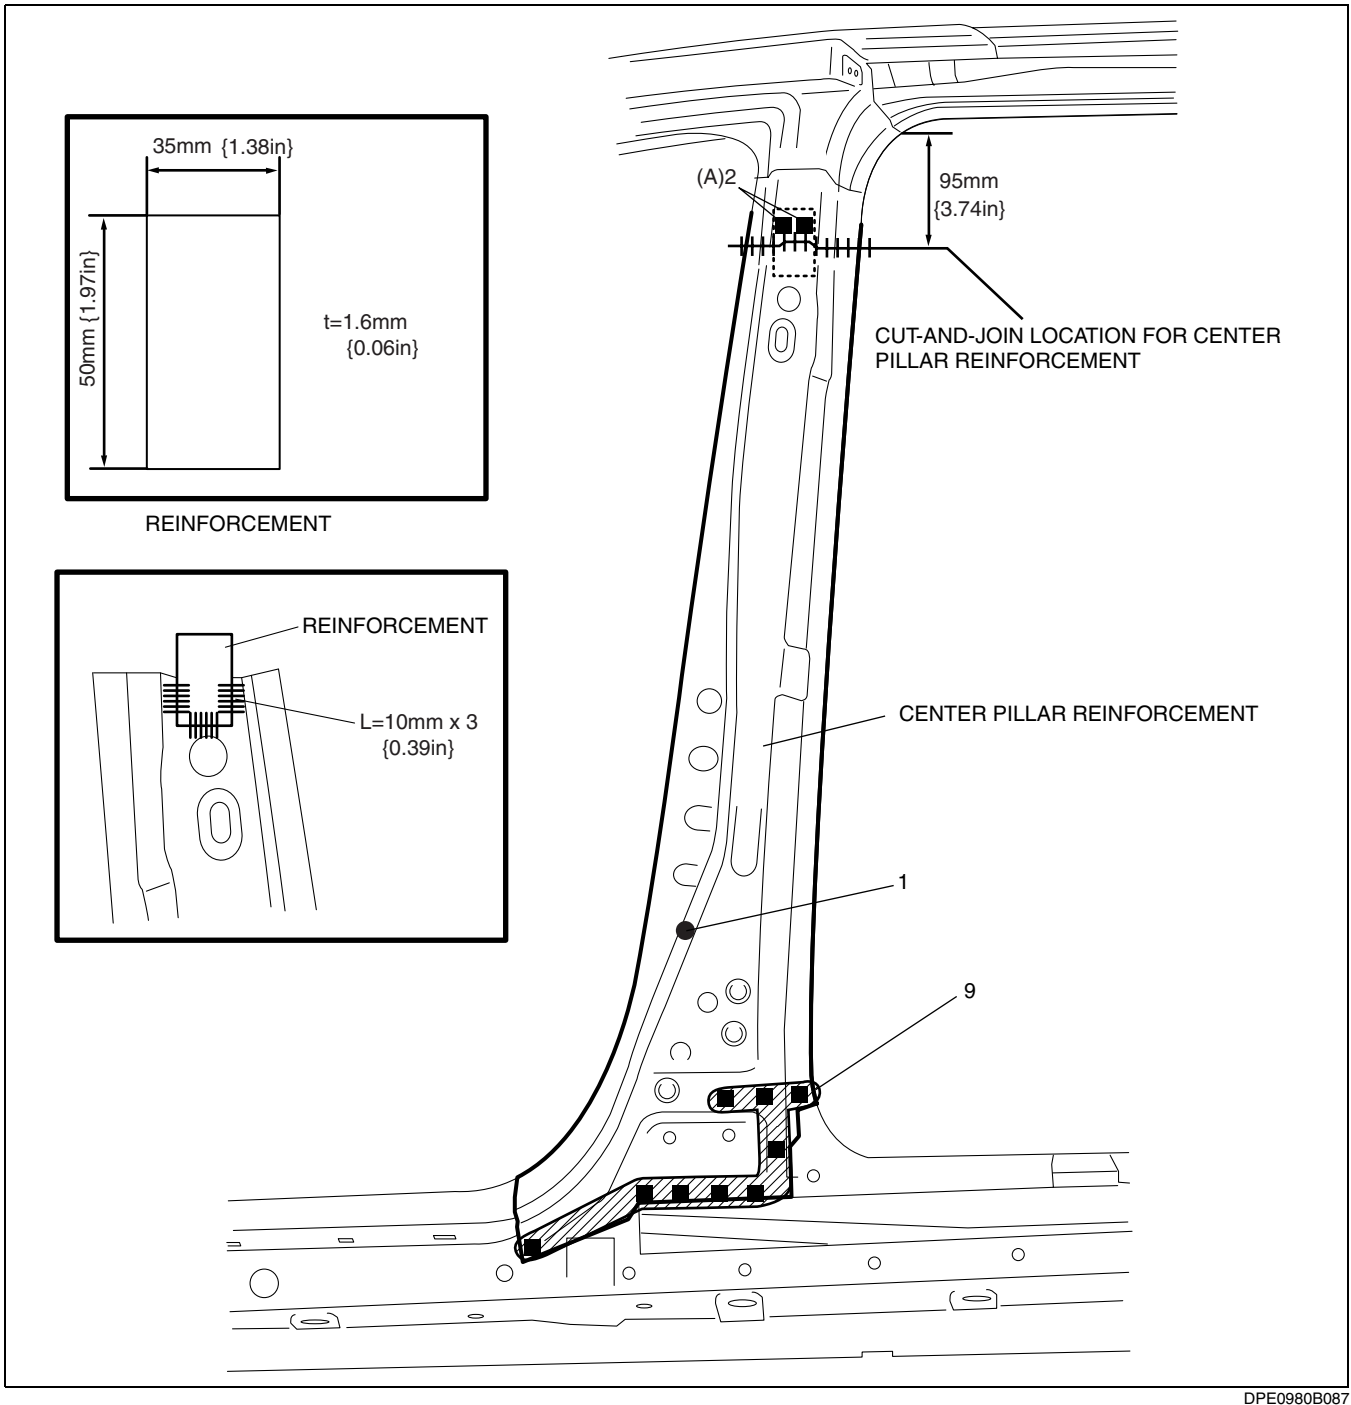 35mm {1.38in}
50mm {1.97in}
t=1.6mm
{0.06in}
REINFORCEMENT
(A)2
95mm
{3.74in}
CUT-AND-JOIN LOCATION FOR CENTER
PILLAR REINFORCEMENT
REINFORCEMENT
L=10mm x 3
{0.39in}
CENTER PILLAR REINFORCEMENT
1
9
DPE0980B087